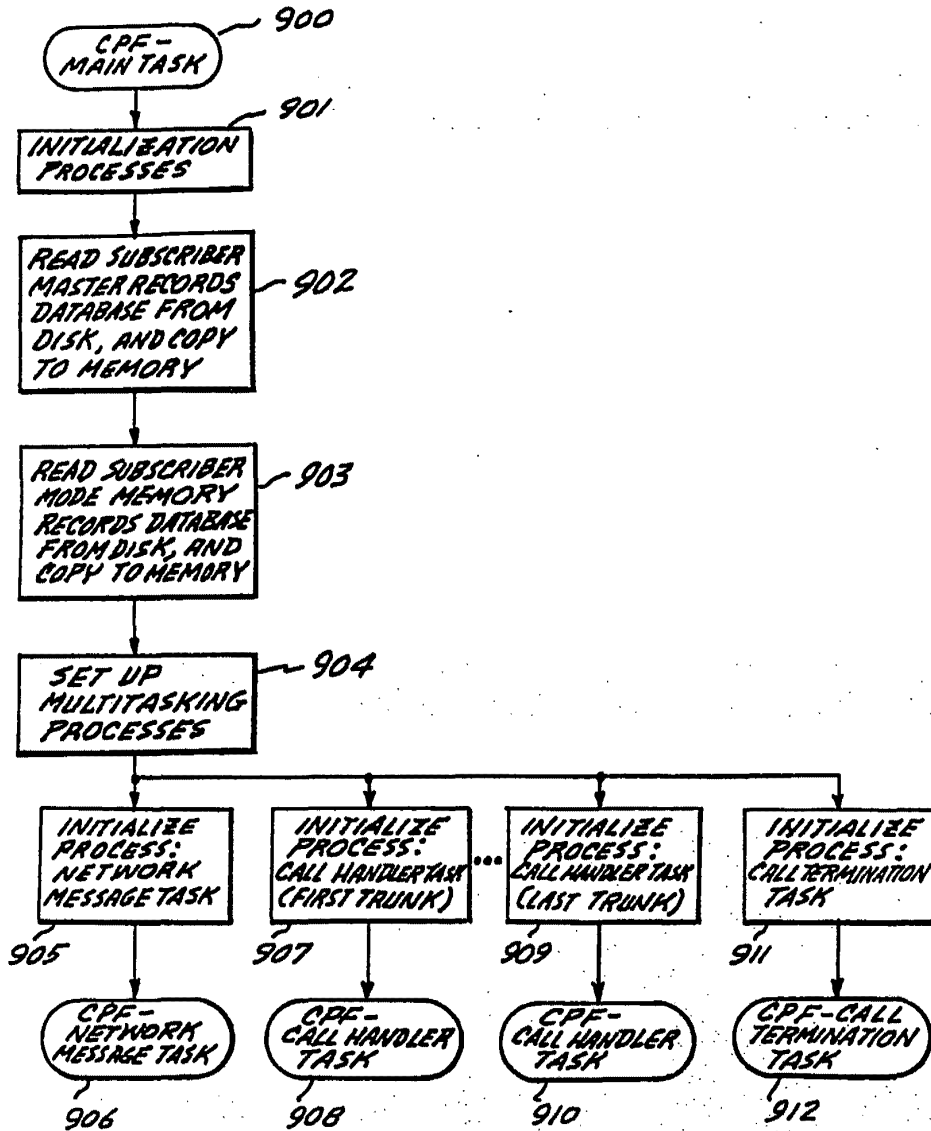 CPF-
MAIN TASK
900
901
INITIALIZATION
PROCESSES
READ SUBSCRIBER
MASTER RECORDS
DATABASE FROM
DISK, AND COPY
TO MEMORY
902
READ SUBSCRIBER
MODE MEMORY
RECORDS DATABASE
FROM DISK, AND
COPY TO MEMORY
903
SET UP
MULTITASKING
PROCESSES
904
INITIALIZE
PROCESS:
NETWORK
MESSAGE TASK
905
INITIALIZE
PROCESS:
CALL HANDLER TASK
(FIRST TRUNK)
907
•••
INITIALIZE
PROCESS:
CALL HANDLER TASK
(LAST TRUNK)
909
INITIALIZE
PROCESS:
CALL TERMINATION
TASK
911
CPF-
NETWORK
MESSAGE TASK
906
CPF-
CALL HANDLER
TASK
908
CPF-
CALL HANDLER
TASK
910
CPF-CALL
TERMINATION
TASK
912